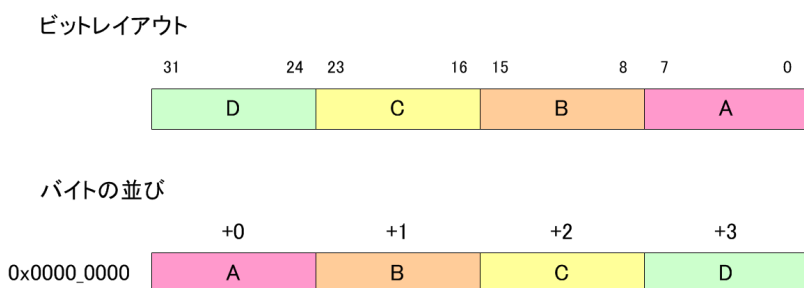 ビットレイアウト
31 24 23 16 15 8 7 0
D C B A
バイトの並び
+0 +1 +2 +3
0x0000_0000 A B C D